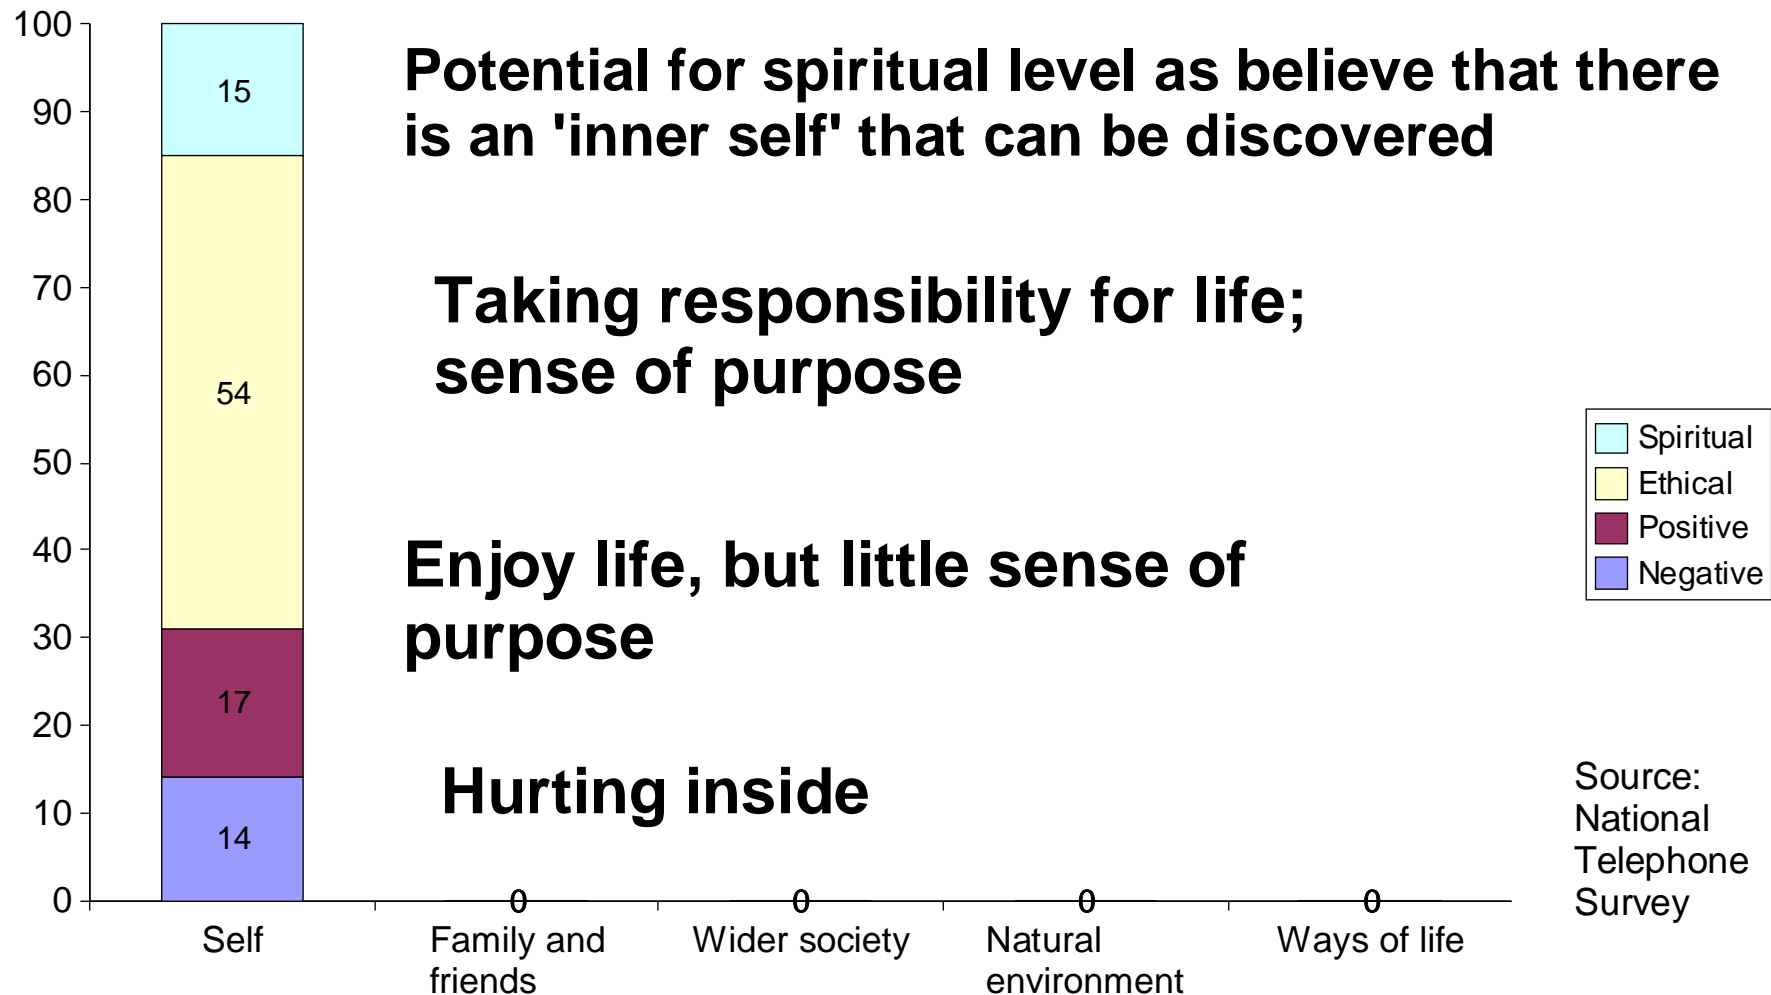 100
90
80
70
60
50
40
30
20
10
0
15
54
17
14
0
0
0
0
Potential for spiritual level as believe that there
is an 'inner self' that can be discovered
Taking responsibility for life;
sense of purpose
Enjoy life, but little sense of
purpose
Hurting inside
Self
Family and
friends
Wider society
Natural
environment
Ways of life
Spiritual
Ethical
Positive
Negative
Source:
National
Telephone
Survey